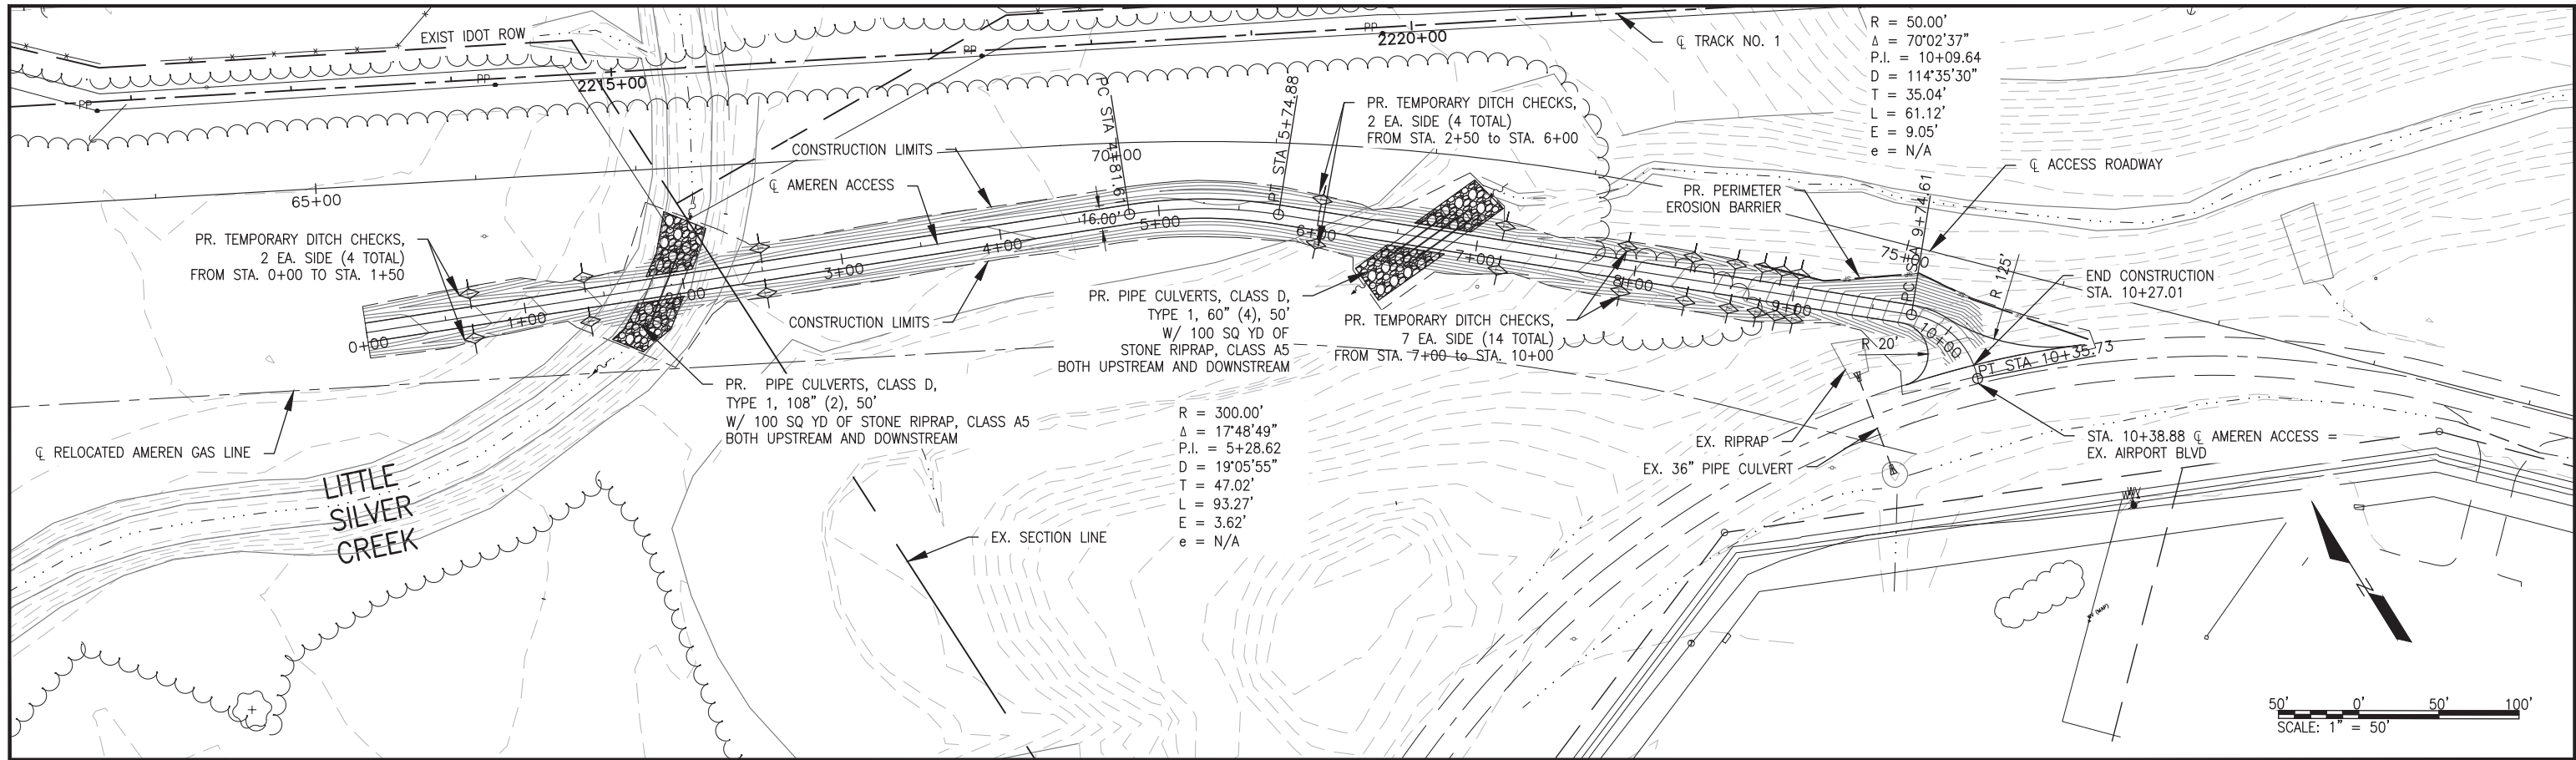 EXIST IDOT ROW
PP
PP
PP
PP
2215+00
2220+00
℄ TRACK NO. 1
R = 50.00'
Δ = 70°02'37"
P.I. = 10+09.64
D = 114°35'30"
T = 35.04'
L = 61.12'
E = 9.05'
e = N/A
PC STA 4+81.61
PT STA 5+74.88
PR. TEMPORARY DITCH CHECKS,
2 EA. SIDE (4 TOTAL)
FROM STA. 2+50 to STA. 6+00
CONSTRUCTION LIMITS
70+00
℄ AMEREN ACCESS
65+00
℄ ACCESS ROADWAY
PR. PERIMETER
EROSION BARRIER
PC STA 9+74.61
75+00
PR. TEMPORARY DITCH CHECKS,
2 EA. SIDE (4 TOTAL)
FROM STA. 0+00 TO STA. 1+50
16.00'
0+00
1+00
2+00
3+00
4+00
5+00
6+00
7+00
8+00
9+00
10+00
R 125'
END CONSTRUCTION
STA. 10+27.01
CONSTRUCTION LIMITS
PR. PIPE CULVERTS, CLASS D,
TYPE 1, 60" (4), 50'
W/ 100 SQ YD OF
STONE RIPRAP, CLASS A5
BOTH UPSTREAM AND DOWNSTREAM
PR. TEMPORARY DITCH CHECKS,
7 EA. SIDE (14 TOTAL)
FROM STA. 7+00 to STA. 10+00
R 20'
PT STA 10+35.73
PR. PIPE CULVERTS, CLASS D,
TYPE 1, 108" (2), 50'
W/ 100 SQ YD OF STONE RIPRAP, CLASS A5
BOTH UPSTREAM AND DOWNSTREAM
R = 300.00'
Δ = 17°48'49"
P.I. = 5+28.62
D = 19°05'55"
T = 47.02'
L = 93.27'
E = 3.62'
e = N/A
℄ RELOCATED AMEREN GAS LINE
EX. RIPRAP
EX. 36" PIPE CULVERT
STA. 10+38.88 ℄ AMEREN ACCESS =
EX. AIRPORT BLVD
LITTLE
SILVER
CREEK
EX. SECTION LINE
N
50' 0' 50' 100'
SCALE: 1" = 50'